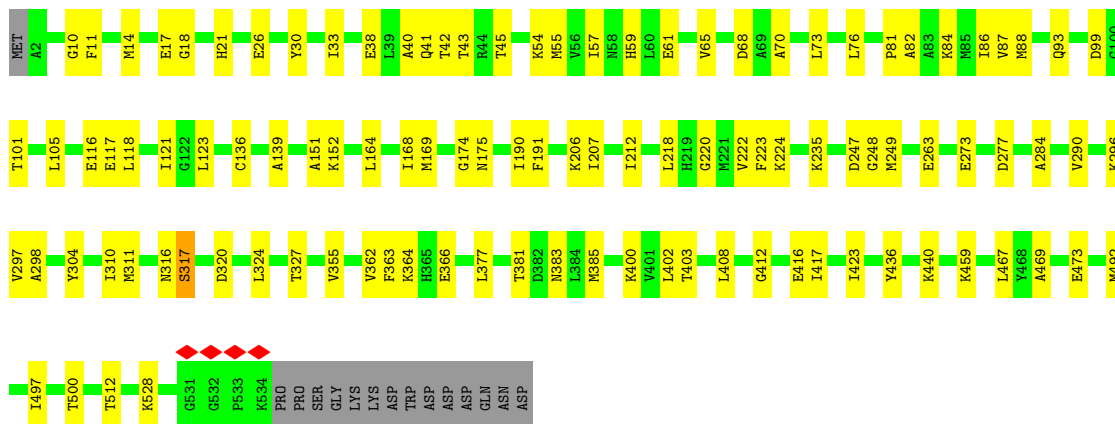 MET A2 G10 F11 M14 E17 G18 H21 E26 Y30 I33 E38 L39 A40 Q41 T42 T43 R44 T45 K54 M55 V56 I57 N58 H59 L60 E61 V65 D68 A69 A70 L73 L76 P81 A82 A83 K84 M85 I86 V87 M88 Q93 D99 G100
T101 L105 E116 E117 L118 I121 G122 L123 C136 A139 A151 K152 L164 I168 M169 G174 N175 I190 F191 K206 I207 I212 L218 H219 G220 M221 V222 F223 K224 K235 D247 G248 M249 E263 E273 D277 A284 V290 K296
V297 A298 Y304 I310 M311 N316 S317 D320 L324 T327 V355 V362 F363 K364 H365 E366 L377 T381 D382 N383 L384 M385 K400 V401 L402 T403 L408 G412 E416 I417 I423 Y436 K440 K459 L467 Y468 A469 E473
I497 T500 T512 K528 G531 G532 P533 K534 PRO PRO SER GLY LYS LYS ASP TRP ASP ASP ASP GLN ASN ASP